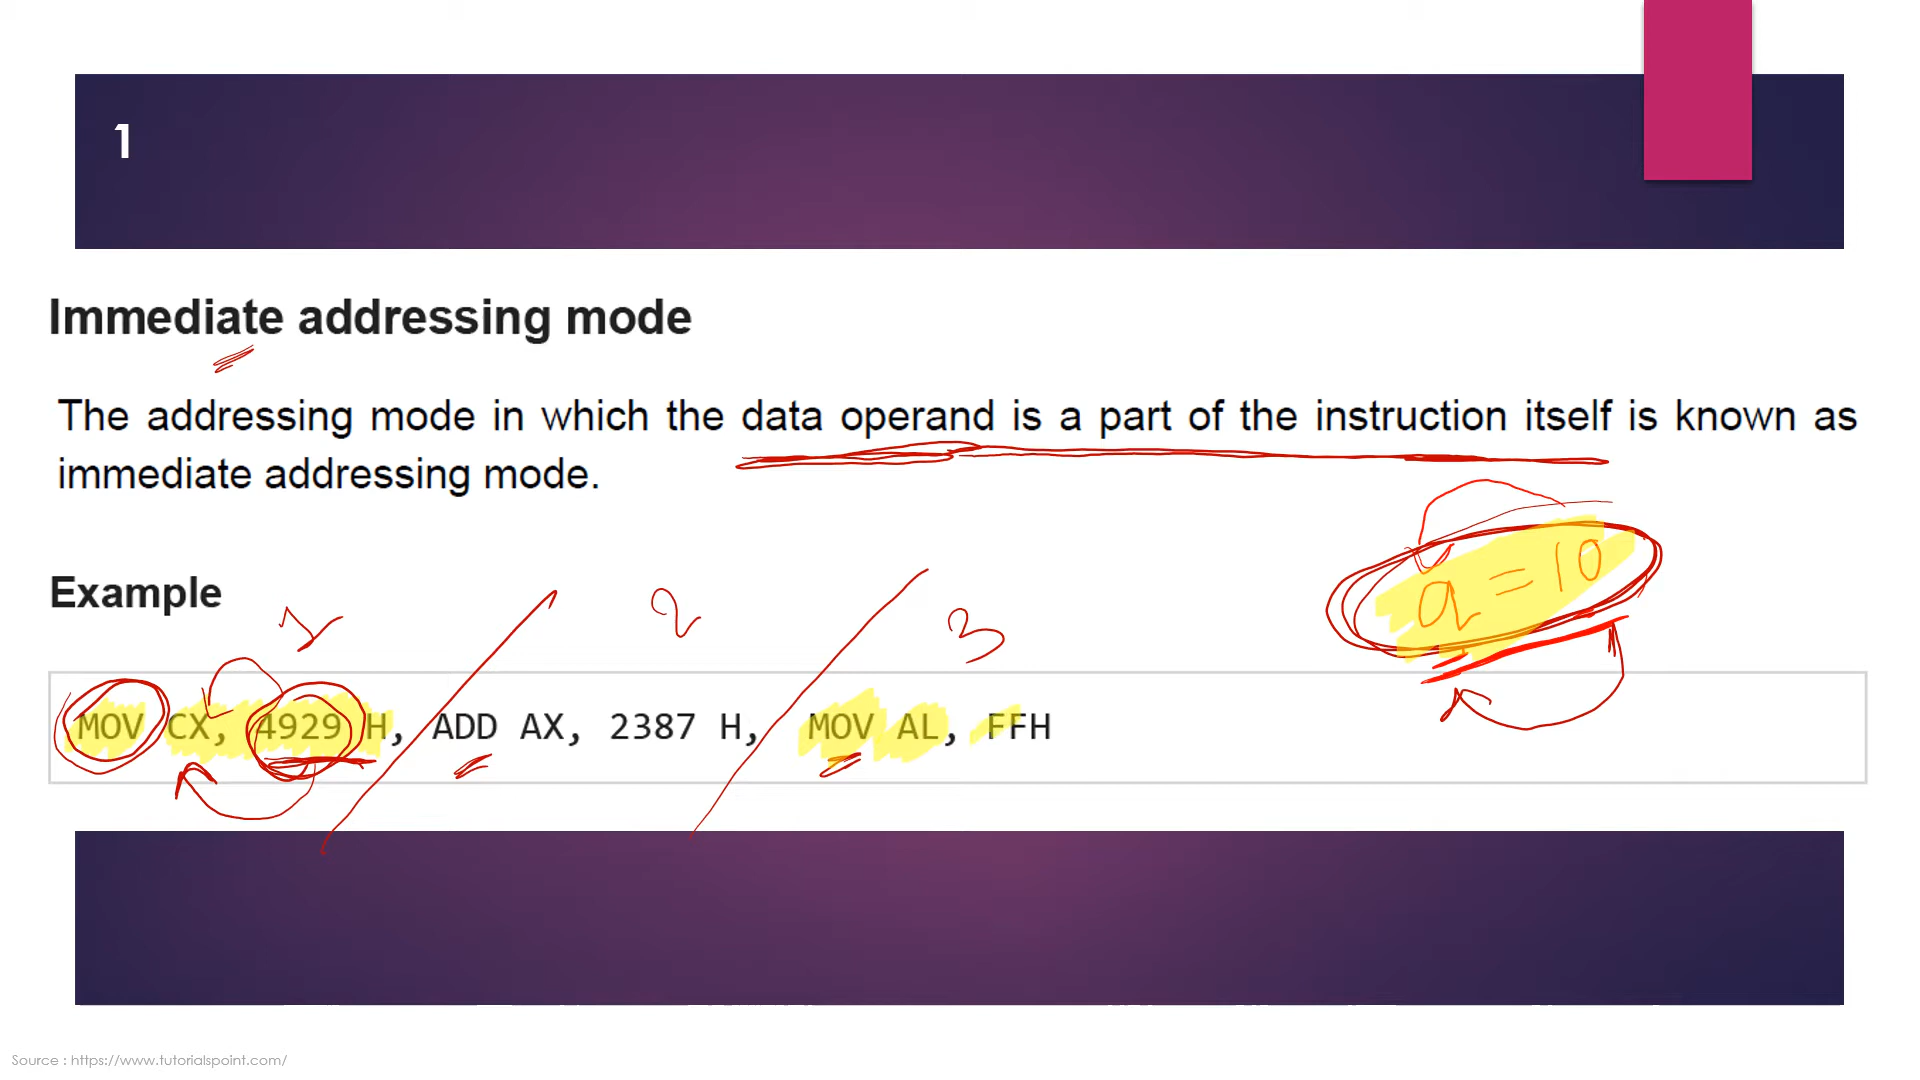 1
Immediate addressing mode
The addressing mode in which the data operand is a part of the instruction itself is known as
immediate addressing mode.
a = 10
Example
1 2 3
MOV CX, 4929 H, ADD AX, 2387 H, MOV AL, FFH
Source : https://www.tutorialspoint.com/